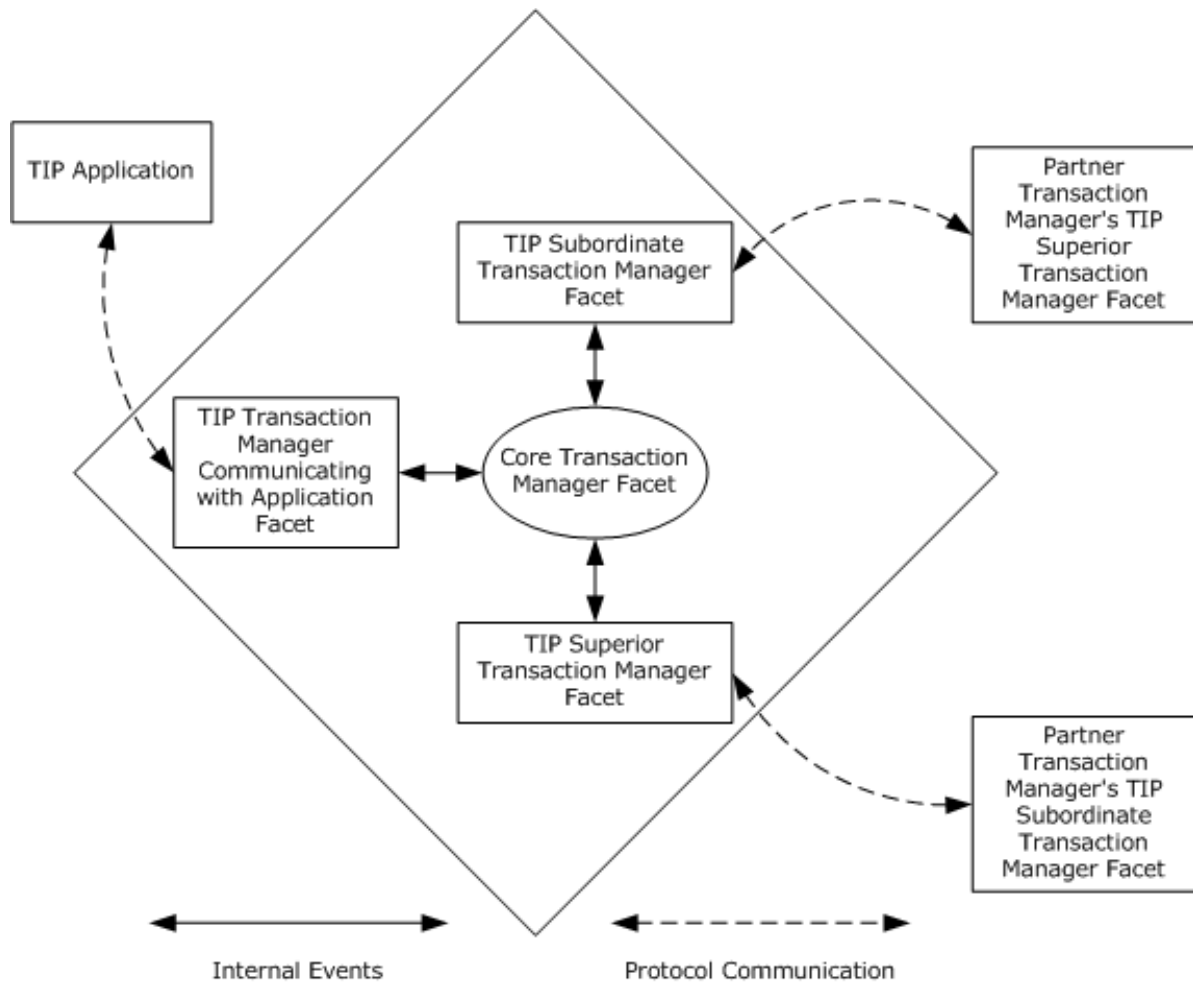 TIP Application
Partner
Transaction
Manager's TIP
Superior
Transaction
Manager Facet
TIP Subordinate
Transaction Manager
Facet
TIP Transaction
Manager
Communicating
with Application
Facet
Core Transaction
Manager Facet
TIP Superior
Transaction Manager
Facet
Partner
Transaction
Manager's TIP
Subordinate
Transaction
Manager Facet
Internal Events
Protocol Communication